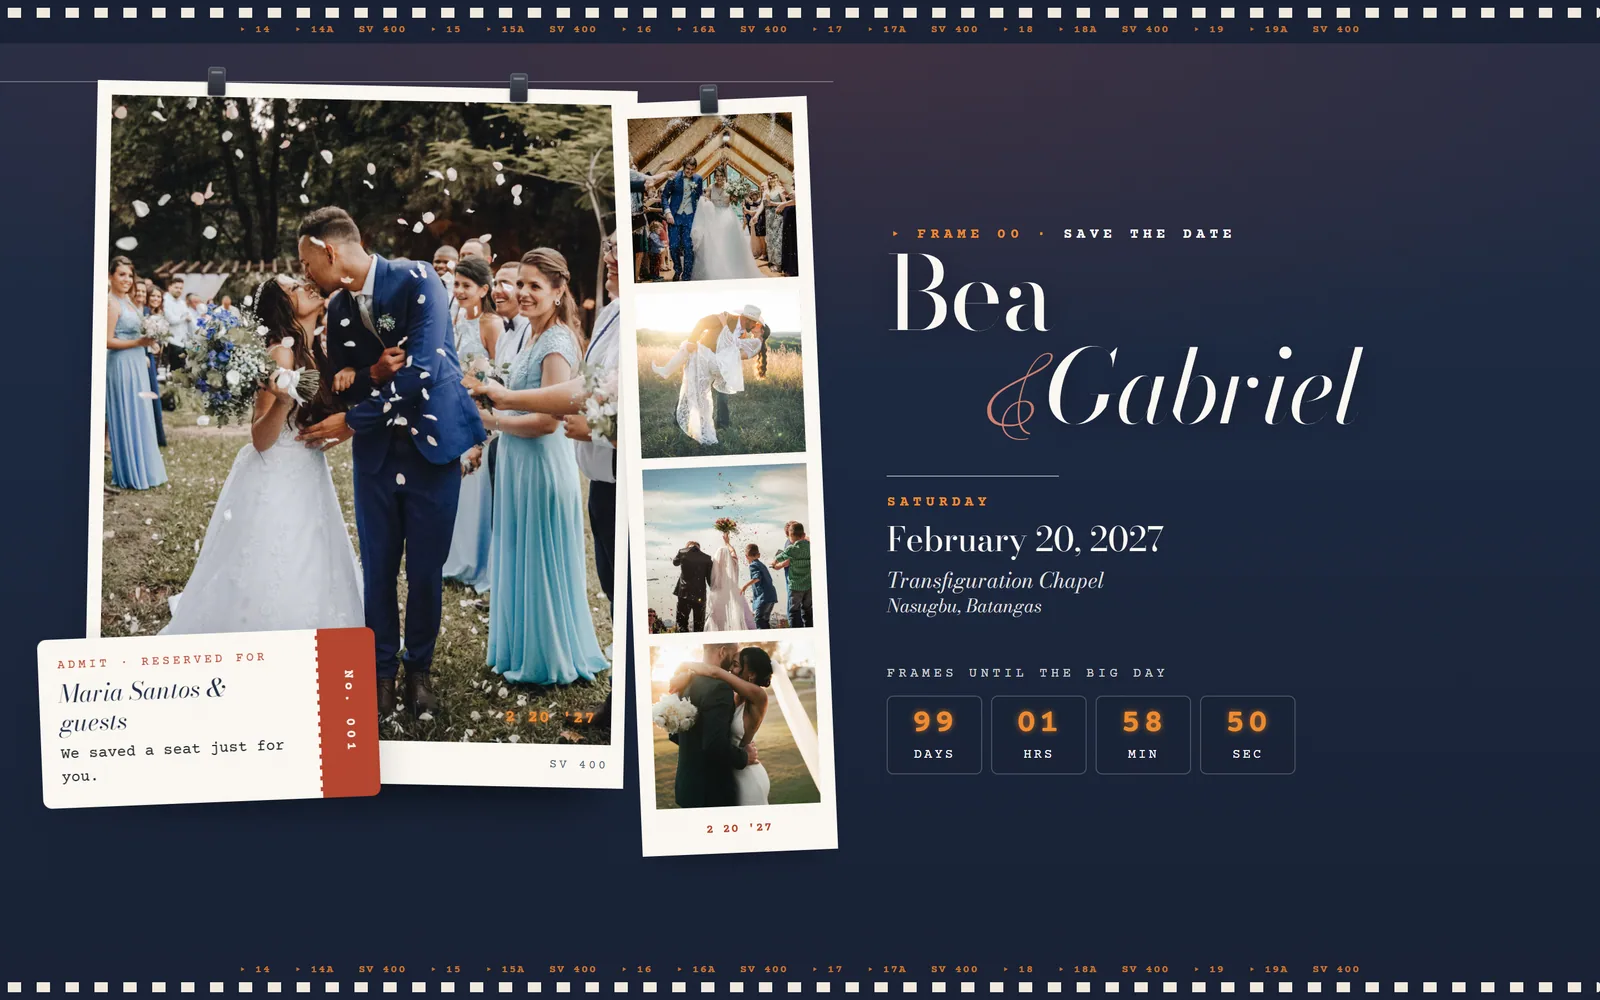 ▸ 14 ▸ 14A SV 400 ▸ 15 ▸ 15A SV 400 ▸ 16 ▸ 16A SV 400 ▸ 17 ▸ 17A SV 400 ▸ 18 ▸ 18A SV 400 ▸ 19 ▸ 19A SV 400
▸ FRAME 00 · SAVE THE DATE
Bea
& Gabriel
SATURDAY
February 20, 2027
Transfiguration Chapel
Nasugbu, Batangas
FRAMES UNTIL THE BIG DAY
99 01 58 50
DAYS HRS MIN SEC
ADMIT · RESERVED FOR
Maria Santos &
guests
We saved a seat just for
you.
No. 001
2 20 '27
SV 400
2 20 '27
▸ 14 ▸ 14A SV 400 ▸ 15 ▸ 15A SV 400 ▸ 16 ▸ 16A SV 400 ▸ 17 ▸ 17A SV 400 ▸ 18 ▸ 18A SV 400 ▸ 19 ▸ 19A SV 400